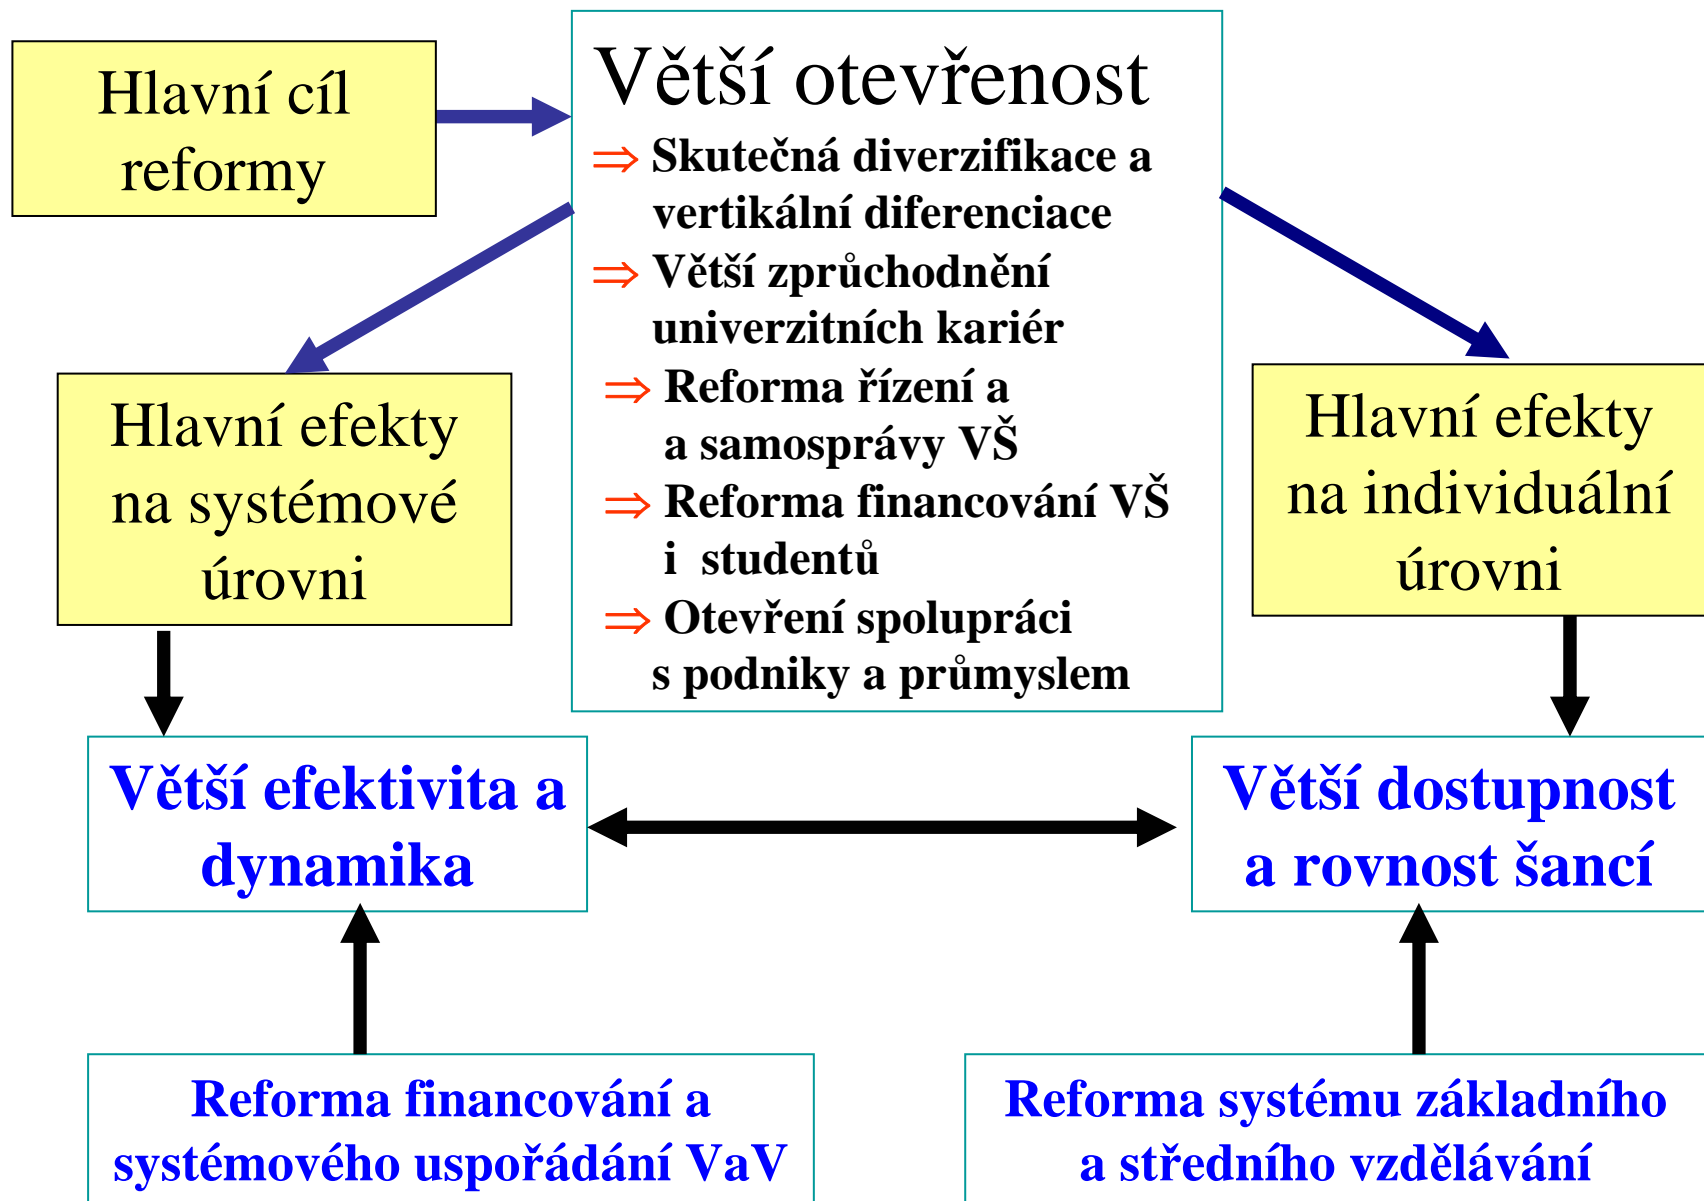 Hlavní cíl
reformy
Větší otevřenost
⇒ Skutečná diverzifikace a
vertikální diferenciace
⇒ Větší zprůchodnění
univerzitních kariér
⇒ Reforma řízení a
a samosprávy VŠ
⇒ Reforma financování VŠ
i studentů
⇒ Otevření spolupráci
s podniky a průmyslem
Hlavní efekty
na systémové
úrovni
Hlavní efekty
na individuální
úrovni
Větší efektivita a
dynamika
Větší dostupnost
a rovnost šancí
Reforma financování a
systémového uspořádání VaV
Reforma systému základního
a středního vzdělávání